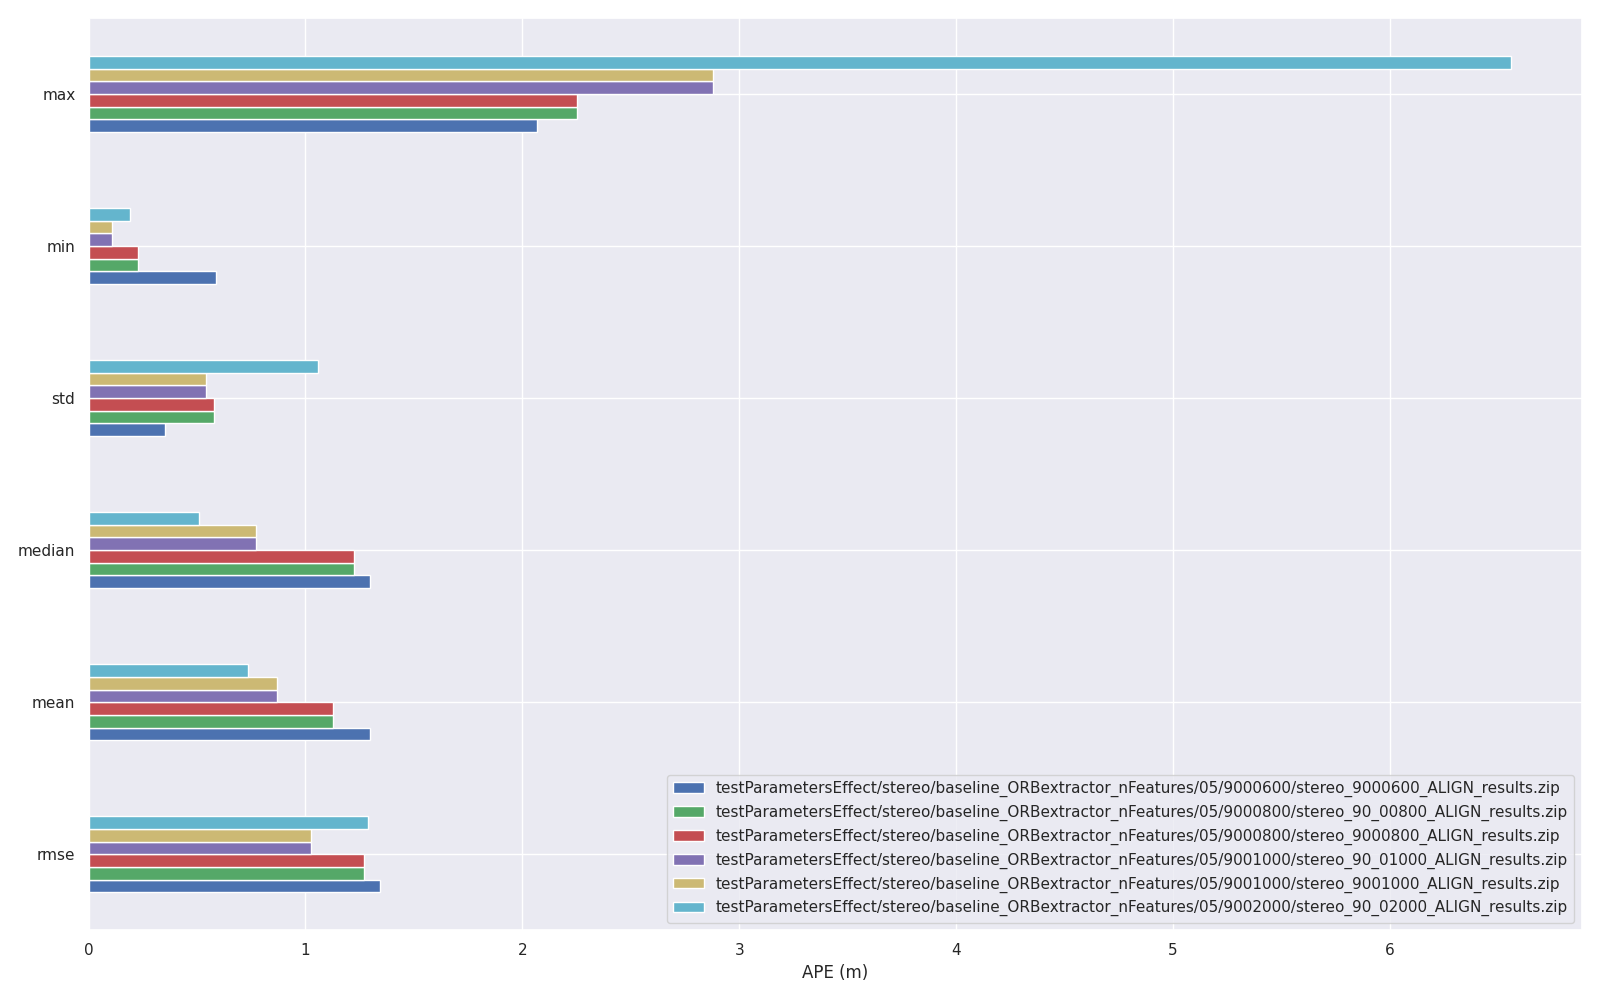 max
min
std
median
mean
rmse
testParametersEffect/stereo/baseline_ORBextractor_nFeatures/05/9000600/stereo_9000600_ALIGN_results.zip
testParametersEffect/stereo/baseline_ORBextractor_nFeatures/05/9000800/stereo_90_00800_ALIGN_results.zip
testParametersEffect/stereo/baseline_ORBextractor_nFeatures/05/9000800/stereo_9000800_ALIGN_results.zip
testParametersEffect/stereo/baseline_ORBextractor_nFeatures/05/9001000/stereo_90_01000_ALIGN_results.zip
testParametersEffect/stereo/baseline_ORBextractor_nFeatures/05/9001000/stereo_9001000_ALIGN_results.zip
testParametersEffect/stereo/baseline_ORBextractor_nFeatures/05/9002000/stereo_90_02000_ALIGN_results.zip
0 1 2 3 4 5 6
APE (m)